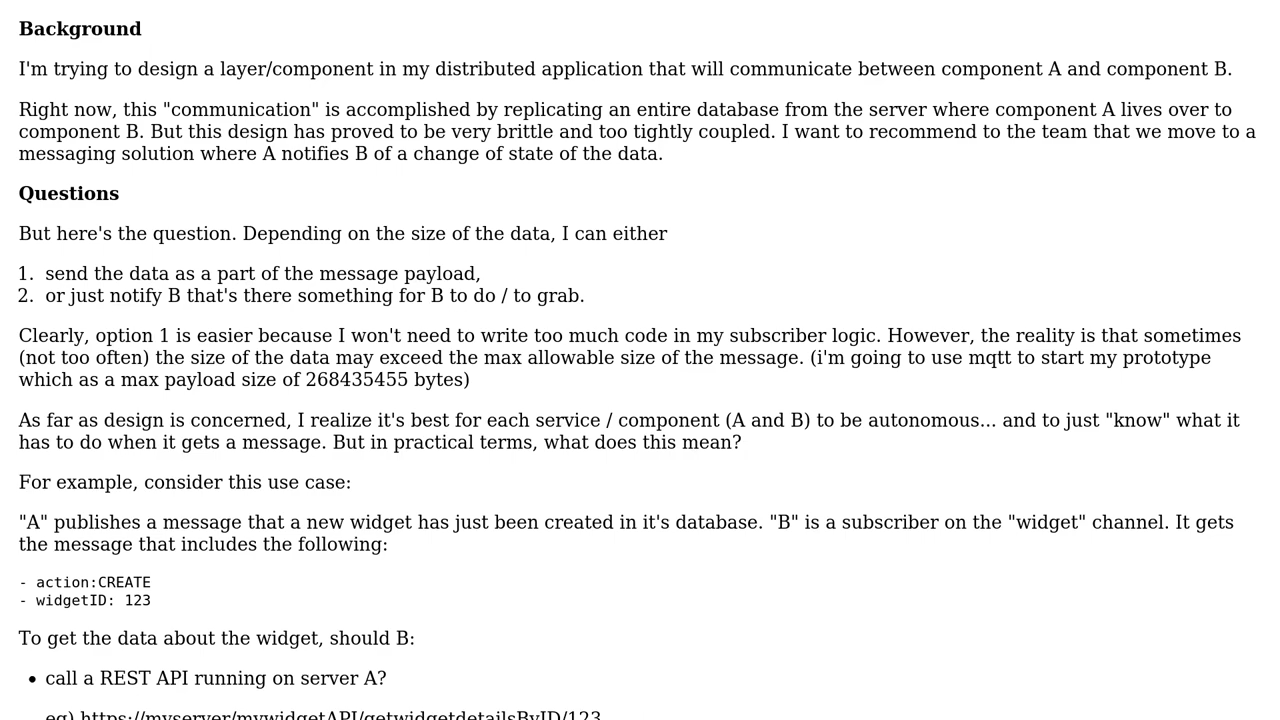 Background
I'm trying to design a layer/component in my distributed application that will communicate between component A and component B.
Right now, this "communication" is accomplished by replicating an entire database from the server where component A lives over to
component B. But this design has proved to be very brittle and too tightly coupled. I want to recommend to the team that we move to a
messaging solution where A notifies B of a change of state of the data.
Questions
But here's the question. Depending on the size of the data, I can either
1. send the data as a part of the message payload,
2. or just notify B that's there something for B to do / to grab.
Clearly, option 1 is easier because I won't need to write too much code in my subscriber logic. However, the reality is that sometimes
(not too often) the size of the data may exceed the max allowable size of the message. (i'm going to use mqtt to start my prototype
which as a max payload size of 268435455 bytes)
As far as design is concerned, I realize it's best for each service / component (A and B) to be autonomous... and to just "know" what it
has to do when it gets a message. But in practical terms, what does this mean?
For example, consider this use case:
"A" publishes a message that a new widget has just been created in it's database. "B" is a subscriber on the "widget" channel. It gets
the message that includes the following:
- action:CREATE
- widgetID: 123
To get the data about the widget, should B:
• call a REST API running on server A?
eg) https://myserver/mywidgetAPI/getwidgetdetailsByID/123